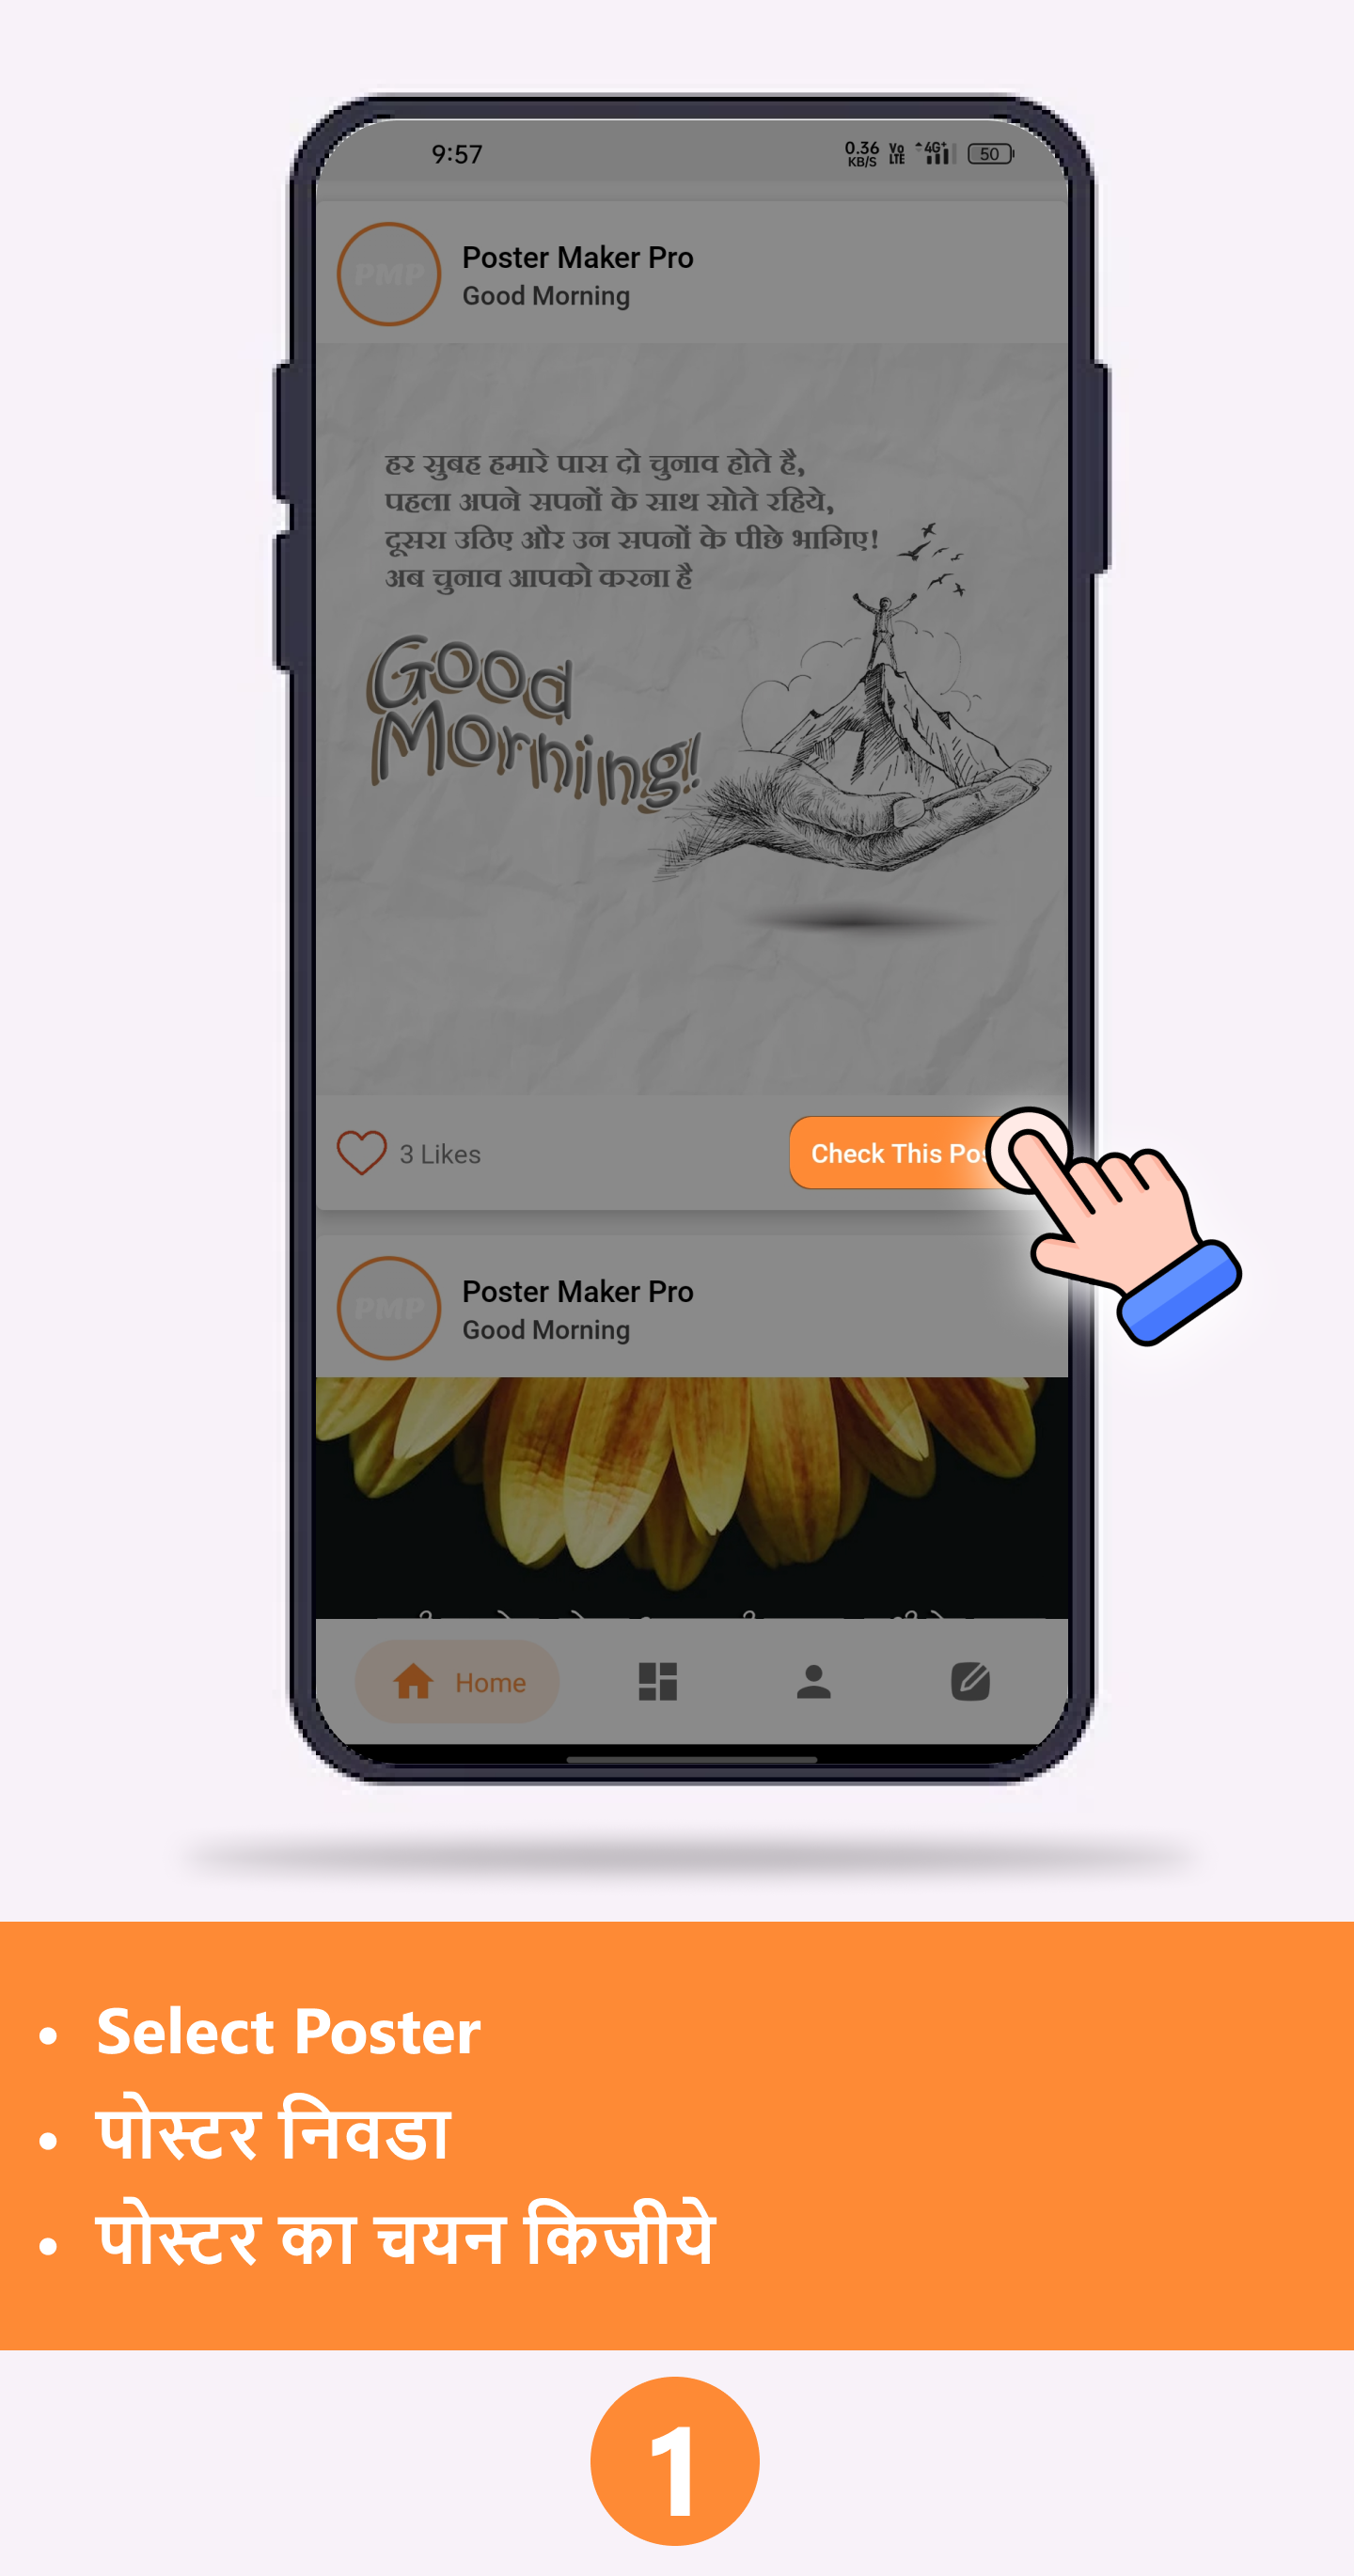 9:57
0.36 KB/S Vo LTE 4G+ 50
PMP
Poster Maker Pro
Good Morning
हर सुबह हमारे पास दो चुनाव होते है,
पहला अपने सपनों के साथ सोते रहिये,
दूसरा उठिए और उन सपनों के पीछे भागिए!
अब चुनाव आपको करना है
Good
Morning!
3 Likes
Check This
PMP
Poster Maker Pro
Good Morning
Home
• Select Poster
• पोस्टर निवडा
• पोस्टर का चयन किजीये
1